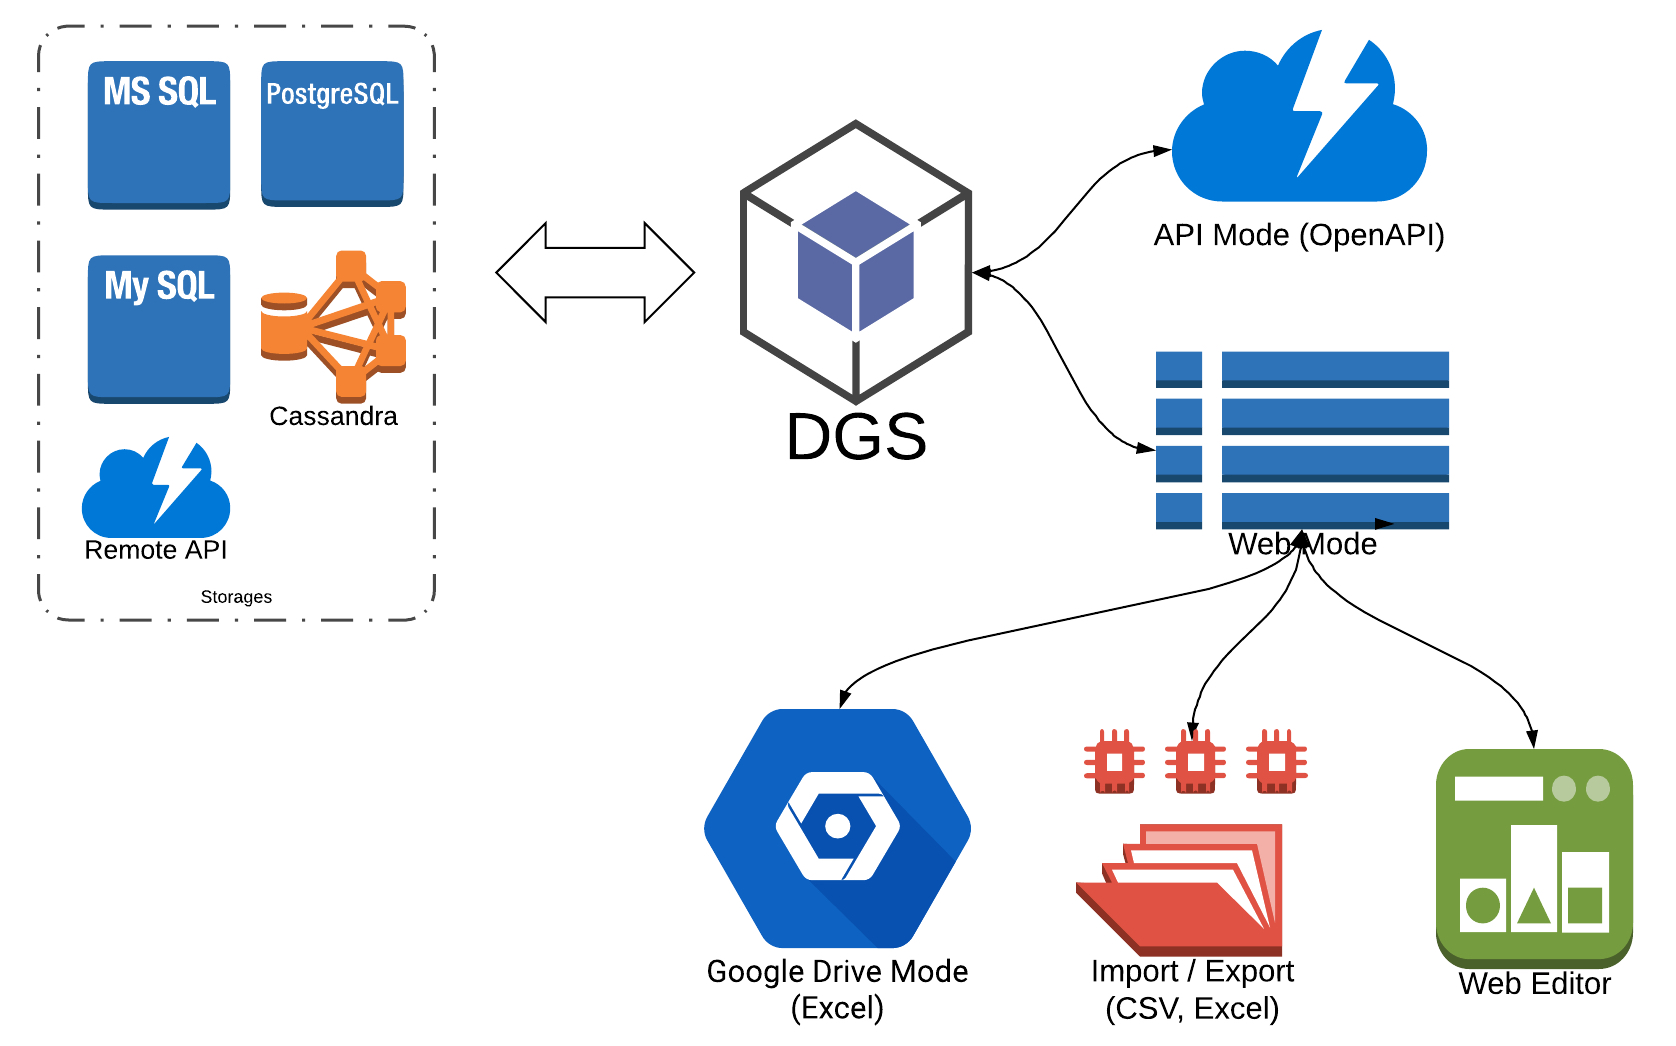 MS SQL
PostgreSQL
My SQL
Cassandra
Remote API
Storages
DGS
API Mode (OpenAPI)
Web Mode
Google Drive Mode
(Excel)
Import / Export
(CSV, Excel)
Web Editor